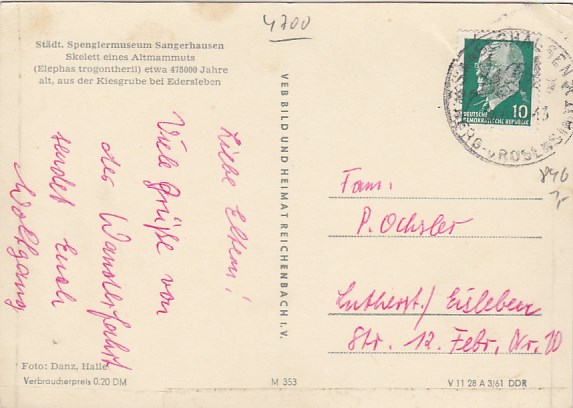 4700
Städt. Spenglermuseum Sangerhausen
Skelett eines Altmammuts
(Elephas trogontherii) etwa 475000 Jahre
alt, aus der Kiesgrube bei Edersleben
Liebe Eltern!
Viele Grüße von
der Wanderfahrt
sendet Euch
Wolfgang
Foto: Danz, Halle.
Verbraucherpreis 0.20 DM
VEB BILD UND HEIMAT REICHENBACH I. V.
M 353
DEUTSCHE
DEMOKRATISCHE REPUBLIK
10
BERG- U. ROSENST
Fam.
P. Ochsler
Lutherst./ Eisleben
Str. 12. Febr. Nr. 10
V 11 28 A 3/61 DDR